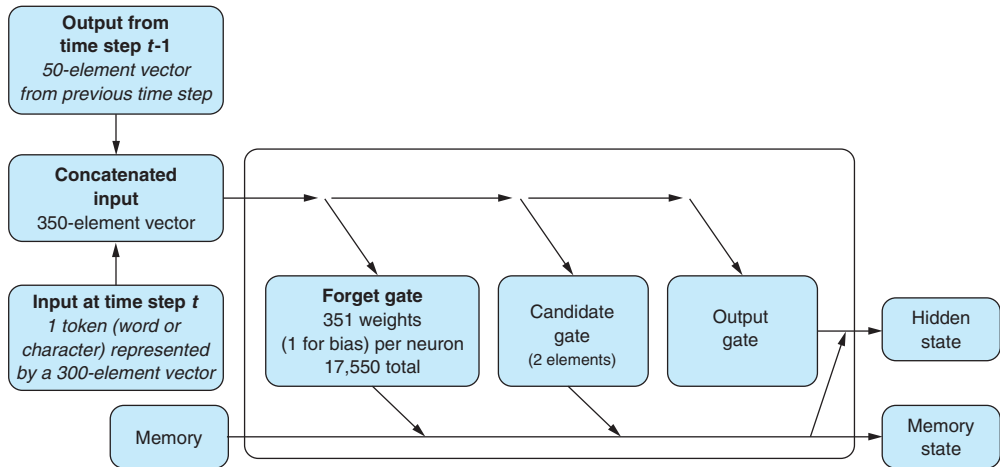 Output from
time step t-1
50-element vector
from previous time step
Concatenated
input
350-element vector
Input at time step t
1 token (word or
character) represented
by a 300-element vector
Forget gate
351 weights
(1 for bias) per neuron
17,550 total
Candidate
gate
(2 elements)
Output
gate
Hidden
state
Memory
Memory
state